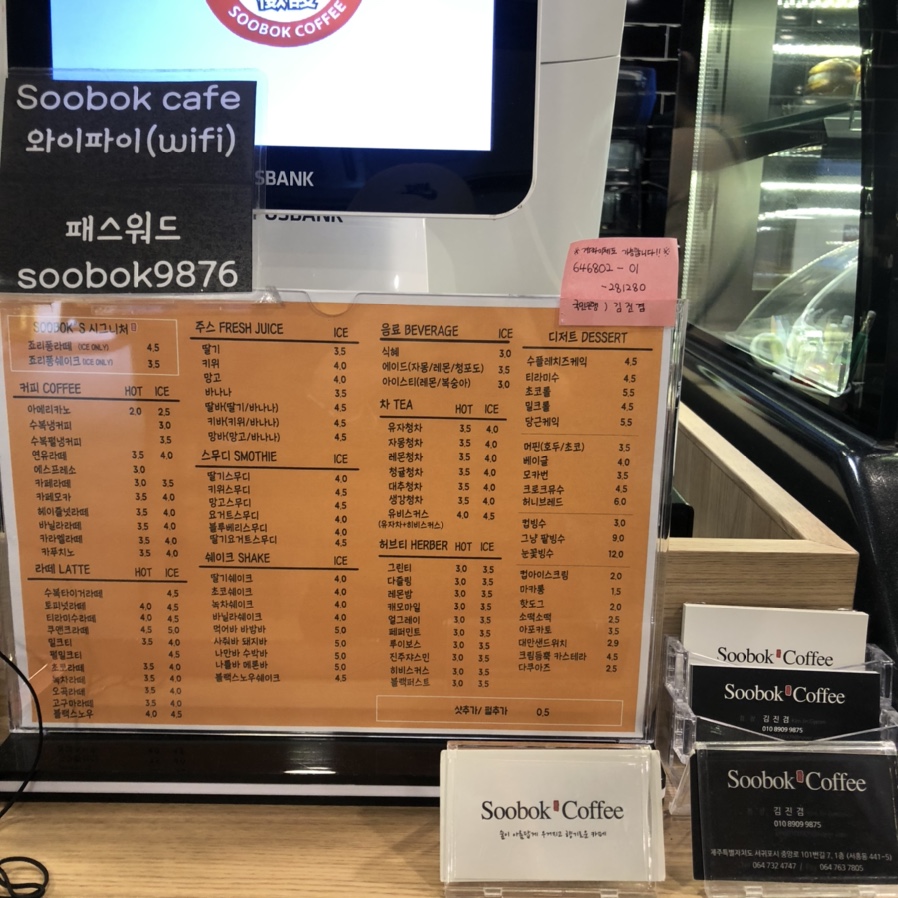 SOOBOK COFFEE
Soobok cafe
와이파이(wifi)
패스워드
soobok9876
SBANK
POSBANK
※ 계좌이체도 가능합니다!! ※
646802 - 01
- 281280
국민은행) 김진겸
SOOBOK'S 시그니처
조리퐁라떼 (ICE ONLY) 4.5
조리퐁쉐이크 (ICE ONLY) 3.5
커피 COFFEE HOT ICE
아메리카노 2.0 2.5
수복냉커피 3.0
수복펄냉커피 3.5
연유라떼 3.5 4.0
에스프레소 3.0
카페라떼 3.0 3.5
카페모카 3.5 4.0
헤이즐넛라떼 3.5 4.0
바닐라라떼 3.5 4.0
카라멜라떼 3.5 4.0
카푸치노 3.5 4.0
라떼 LATTE HOT ICE
수복타이거라떼 4.5
토피넛라떼 4.0 4.5
티라미수라떼 4.0 4.5
쿠앤크라떼 4.5 5.0
밀크티 3.5 4.0
펄밀크티 4.5
초코라떼 3.5 4.0
녹차라떼 3.5 4.0
오곡라떼 3.5 4.0
고구마라떼 3.5 4.0
블랙스노우 4.0 4.5
주스 FRESH JUICE ICE
딸기 3.5
키위 4.0
망고 4.0
바나나 3.5
딸바(딸기/바나나) 4.5
키바(키위/바나나) 4.5
망바(망고/바나나) 4.5
스무디 SMOTHIE ICE
딸기스무디 4.0
키위스무디 4.5
망고스무디 4.5
요거트스무디 4.0
블루베리스무디 4.0
딸기요거트스무디 4.5
쉐이크 SHAKE ICE
딸기쉐이크 4.0
초코쉐이크 4.0
녹차쉐이크 4.0
바닐라쉐이크 4.0
먹어바 바밤바 5.0
사줘바 돼지바 5.0
나만바 수박바 5.0
나를바 메론바 5.0
블랙스노우쉐이크 4.5
음료 BEVERAGE ICE
식혜 3.0
에이드(자몽/레몬/청포도) 3.5
아이스티(레몬/복숭아) 3.0
차 TEA HOT ICE
유자청차 3.5 4.0
자몽청차 3.5 4.0
레몬청차 3.5 4.0
청귤청차 3.5 4.0
대추청차 3.5 4.0
생강청차 3.5 4.0
유비스커스 4.0 4.5
(유자차+히비스커스)
허브티 HERBER HOT ICE
그린티 3.0 3.5
다즐링 3.0 3.5
레몬밤 3.0 3.5
캐모마일 3.0 3.5
얼그레이 3.0 3.5
페퍼민트 3.0 3.5
루이보스 3.0 3.5
진주쟈스민 3.0 3.5
히비스커스 3.0 3.5
블랙퍼스트 3.0 3.5
디저트 DESSERT
수플레치즈케익 4.5
티라미수 4.5
초코롤 5.5
밀크롤 4.5
당근케익 5.5
머핀(호두/초코) 3.5
베이글 4.0
모카번 3.5
크로크뮤슈 4.5
허니브레드 6.0
컵빙수 3.0
그냥 팥빙수 9.0
눈꽃빙수 12.0
컵아이스크림 2.0
마카롱 1.5
핫도그 2.0
소떡소떡 2.5
아포카토 3.5
대만샌드위치 2.9
크림듬뿍 카스테라 4.5
다쿠아즈 2.5
샷추가/ 펄추가 0.5
Soobok Coffee
Soobok Coffee
김진겸
010 8909 9875
Soobok Coffee
Soobok Coffee
김진겸
010 8909 9875
제주특별자치도 서귀포시 중앙로 101번길 7, 1층 (서홍동 441-5)
064 732 4747 / 064 763 7805